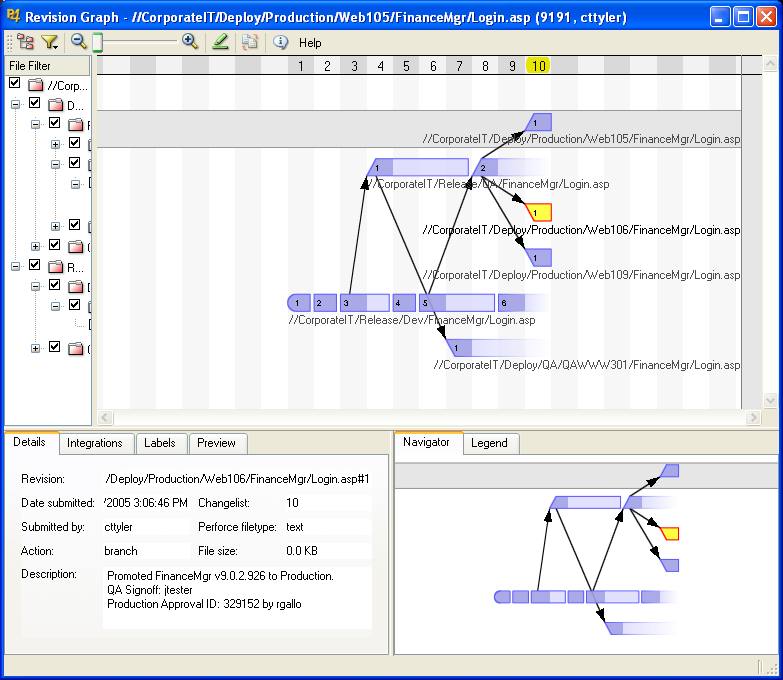 Revision Graph - //CorporateIT/Deploy/Production/Web105/FinanceMgr/Login.asp (9191, cttyler)
Help
File Filter
1 2 3 4 5 6 7 8 9 10
//Corp...
D...
R...
1
//CorporateIT/Deploy/Production/Web105/FinanceMgr/Login.asp
1 2
//CorporateIT/Release/QA/FinanceMgr/Login.asp
1
//CorporateIT/Deploy/Production/Web106/FinanceMgr/Login.asp
1
//CorporateIT/Deploy/Production/Web109/FinanceMgr/Login.asp
1 2 3 4 5 6
//CorporateIT/Release/Dev/FinanceMgr/Login.asp
1
//CorporateIT/Deploy/QA/QAWWW301/FinanceMgr/Login.asp
Details Integrations Labels Preview
Revision: /Deploy/Production/Web106/FinanceMgr/Login.asp#1
Date submitted: /2005 3:06:46 PM Changelist: 10
Submitted by: cttyler Perforce filetype: text
Action: branch File size: 0.0 KB
Description: Promoted FinanceMgr v9.0.2.926 to Production.
QA Signoff: jtester
Production Approval ID: 329152 by rgallo
Navigator Legend